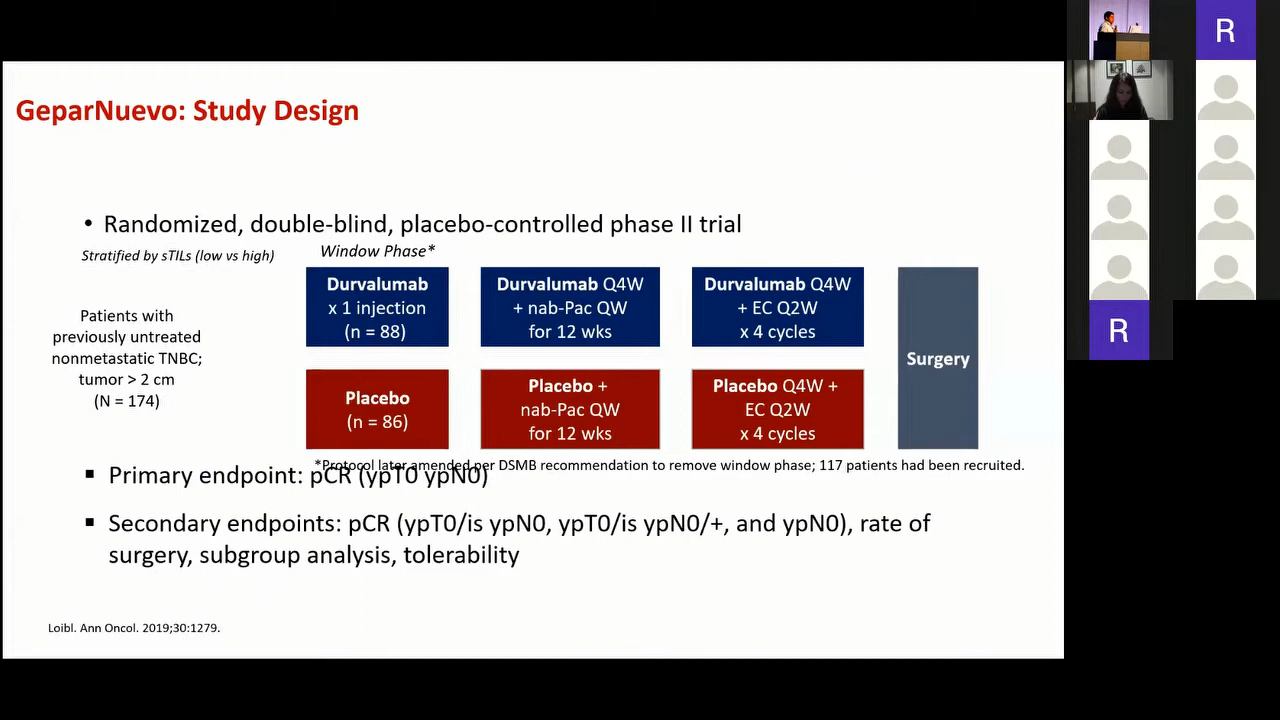 GeparNuevo: Study Design
• Randomized, double-blind, placebo-controlled phase II trial
Stratified by sTILs (low vs high)
Window Phase*
Patients with
previously untreated
nonmetastatic TNBC;
tumor > 2 cm
(N = 174)
Durvalumab
x 1 injection
(n = 88)
Durvalumab Q4W
+ nab-Pac QW
for 12 wks
Durvalumab Q4W
+ EC Q2W
x 4 cycles
Placebo
(n = 86)
Placebo +
nab-Pac QW
for 12 wks
Placebo Q4W +
EC Q2W
x 4 cycles
Surgery
*Protocol later amended per DSMB recommendation to remove window phase; 117 patients had been recruited.
▪ Primary endpoint: pCR (ypT0 ypN0)
▪ Secondary endpoints: pCR (ypT0/is ypN0, ypT0/is ypN0/+, and ypN0), rate of
surgery, subgroup analysis, tolerability
Loibl. Ann Oncol. 2019;30:1279.
R
R